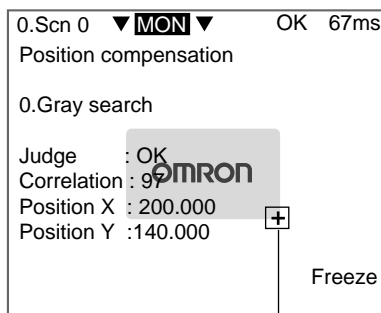 0.Scn 0 ▼ MON ▼ OK 67ms
Position compensation
0.Gray search
Judge : OK
OMRON
Correlation : 97
Position X : 200.000
Position Y :140.000
Freeze